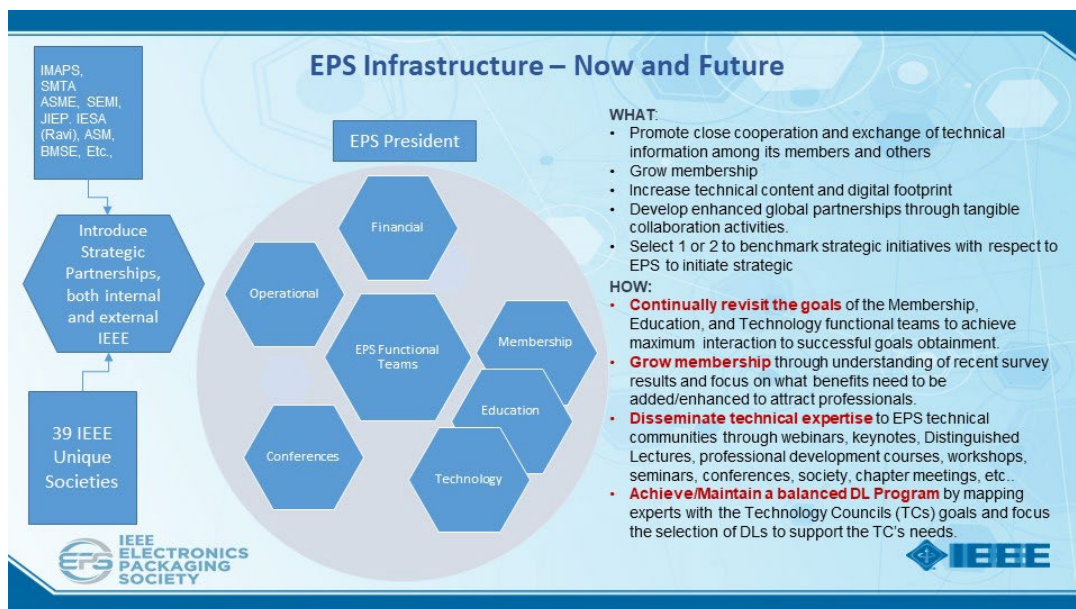 EPS Infrastructure – Now and Future
IMAPS,
SMTA
ASME, SEMI,
JIEP. IESA
(Ravi), ASM,
BMSE, Etc.,
Introduce
Strategic
Partnerships,
both internal
and external
IEEE
39 IEEE
Unique
Societies
EPS President
Financial
Operational
EPS Functional
Teams
Membership
Education
Conferences
Technology
WHAT:
• Promote close cooperation and exchange of technical
information among its members and others
• Grow membership
• Increase technical content and digital footprint
• Develop enhanced global partnerships through tangible
collaboration activities.
• Select 1 or 2 to benchmark strategic initiatives with respect to
EPS to initiate strategic
HOW:
• Continually revisit the goals of the Membership,
Education, and Technology functional teams to achieve
maximum interaction to successful goals obtainment.
• Grow membership through understanding of recent survey
results and focus on what benefits need to be
added/enhanced to attract professionals.
• Disseminate technical expertise to EPS technical
communities through webinars, keynotes, Distinguished
Lectures, professional development courses, workshops,
seminars, conferences, society, chapter meetings, etc..
• Achieve/Maintain a balanced DL Program by mapping
experts with the Technology Councils (TCs) goals and focus
the selection of DLs to support the TC's needs.
EPS
IEEE
ELECTRONICS
PACKAGING
SOCIETY
IEEE